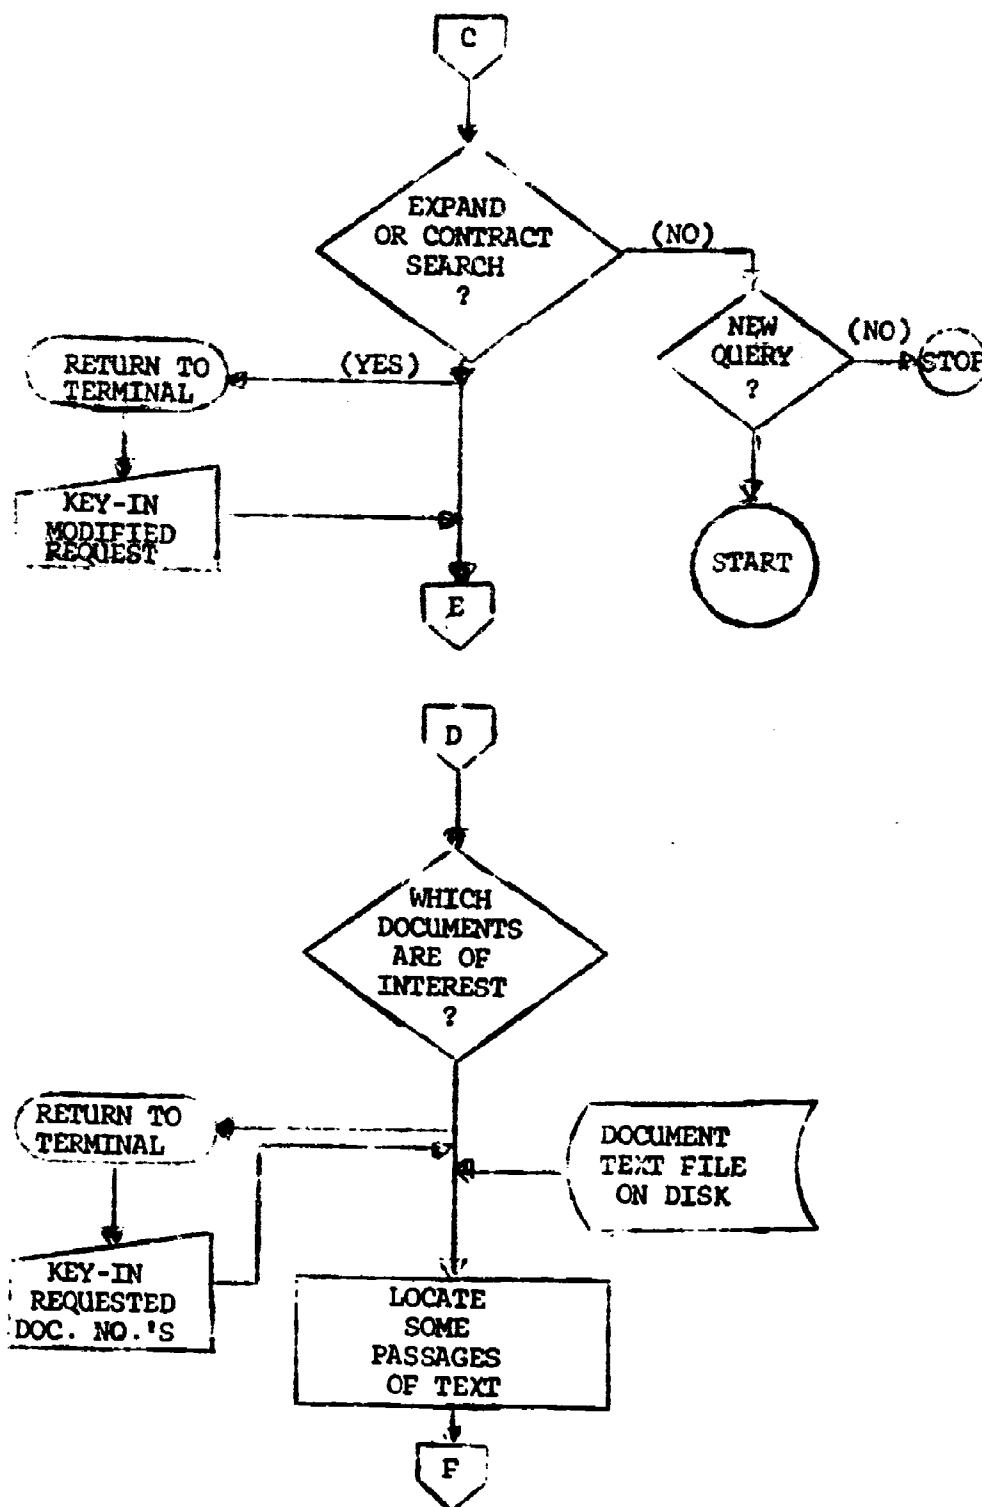 C
EXPAND
OR CONTRACT
SEARCH
?
(NO)
NEW
QUERY
?
(NO)
STOP
(YES)
RETURN TO
TERMINAL
KEY-IN
MODIFIED
REQUEST
START
E
D
WHICH
DOCUMENTS
ARE OF
INTEREST
?
RETURN TO
TERMINAL
DOCUMENT
TEXT FILE
ON DISK
KEY-IN
REQUESTED
DOC. NO.'S
LOCATE
SOME
PASSAGES
OF TEXT
F